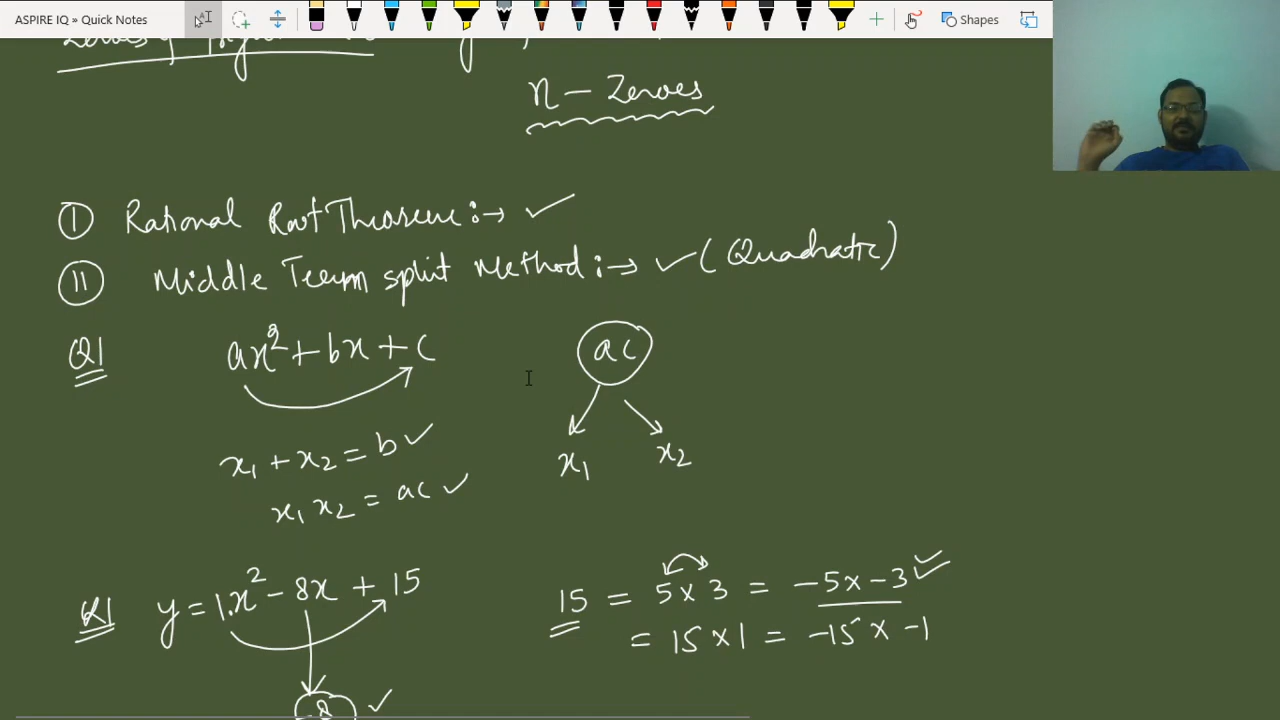 ASPIRE IQ » Quick Notes
Shapes
n - Zeroes
I Rational Root Theorem :→ ✓
II Middle Term split Method :→ ✓ (Quadratic)
Q1 ax² + bx + c
ac
x₁ x₂
x₁ + x₂ = b ✓
x₁ x₂ = ac ✓
Q1 y = 1.x² - 8x + 15
15 = 5 x 3 = -5 x -3 ✓
= 15 x 1 = -15 x -1
-8 ✓